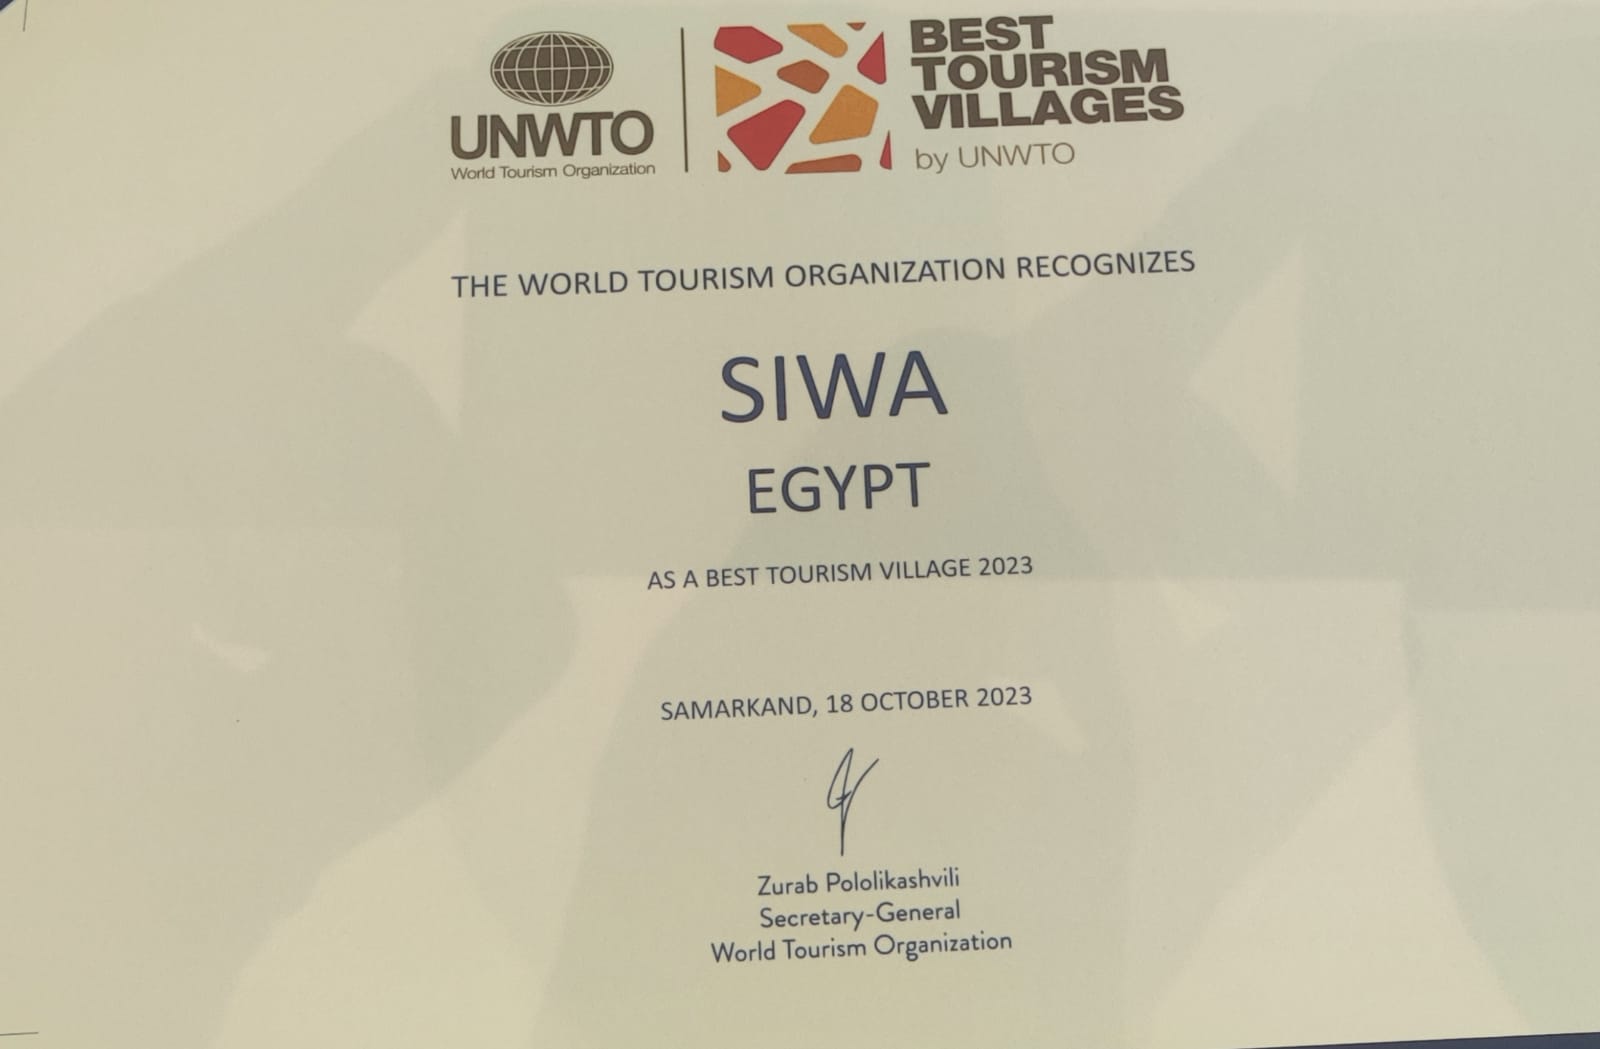 UNWTO
World Tourism Organization
BEST
TOURISM
VILLAGES
by UNWTO
THE WORLD TOURISM ORGANIZATION RECOGNIZES
SIWA
EGYPT
AS A BEST TOURISM VILLAGE 2023
SAMARKAND, 18 OCTOBER 2023
Zurab Pololikashvili
Secretary-General
World Tourism Organization